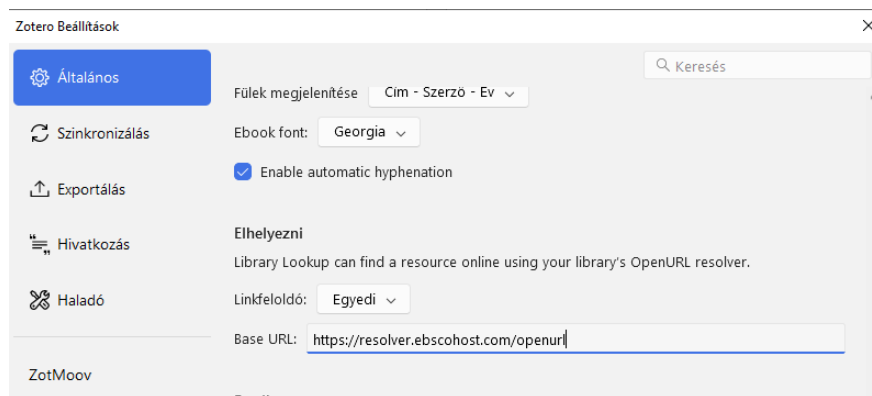 Zotero Beállítások
Általános
Szinkronizálás
Exportálás
Hivatkozás
Haladó
ZotMoov
Keresés
Fülek megjelenítése Cím - Szerző - Év
Ebook font: Georgia
Enable automatic hyphenation
Elhelyezni
Library Lookup can find a resource online using your library's OpenURL resolver.
Linkfeloldó: Egyedi
Base URL: https://resolver.ebscohost.com/openurl